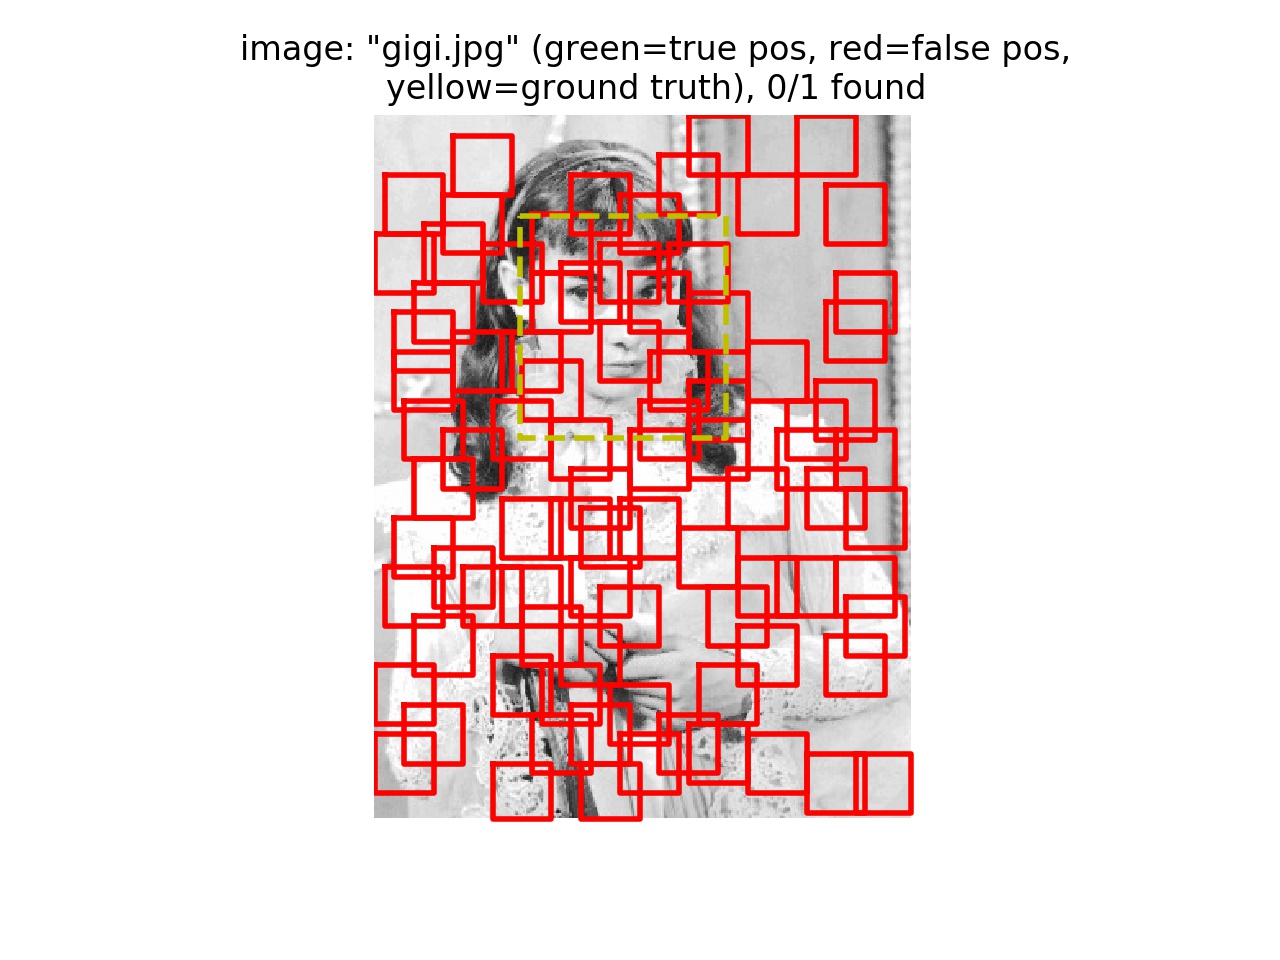 image: "gigi.jpg" (green=true pos, red=false pos,
yellow=ground truth), 0/1 found